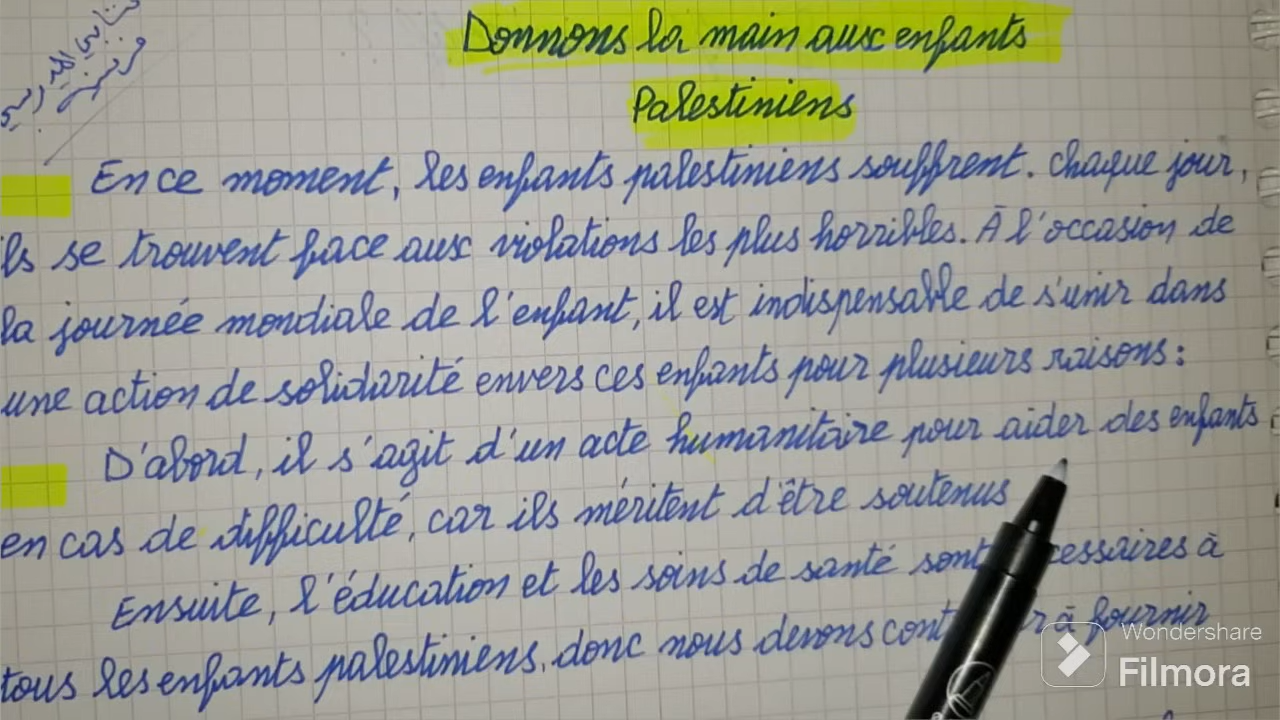 Donnons la main aux enfants
Palestiniens
En ce moment, les enfants palestiniens souffrent. Chaque jour,
ils se trouvent face aux violations les plus horribles. À l'occasion de
la journée mondiale de l'enfant, il est indispensable de s'unir dans
une action de solidarité envers ces enfants pour plusieurs raisons:
D'abord, il s'agit d'un acte humanitaire pour aider des enfants
en cas de difficulté, car ils méritent d'être soutenus
Ensuite, l'éducation et les soins de santé sont cessaires à
tous les enfants palestiniens, donc nous devons cont r à fournir
Wondershare
Filmora